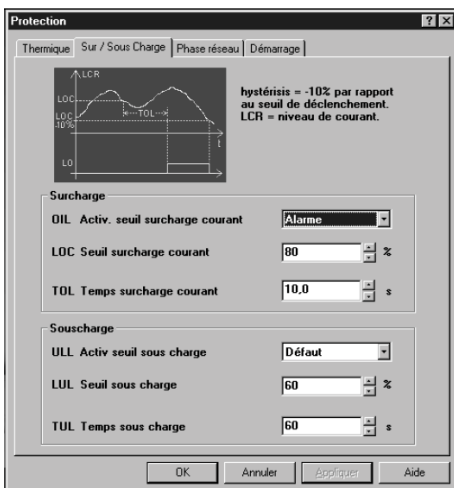 Protection
Thermique Sur / Sous Charge Phase réseau Démarrage
LCR
LOC
LOC
-10%
TOL
t
LO
hystérisis = -10% par rapport
au seuil de déclenchement.
LCR = niveau de courant.
Surcharge
OIL Activ. seuil surcharge courant Alarme
LOC Seuil surcharge courant 80 %
TOL Temps surcharge courant 10,0 s
Souscharge
ULL Activ seuil sous charge Défaut
LUL Seuil sous charge 60 %
TUL Temps sous charge 60 s
OK Annuler Appliquer Aide